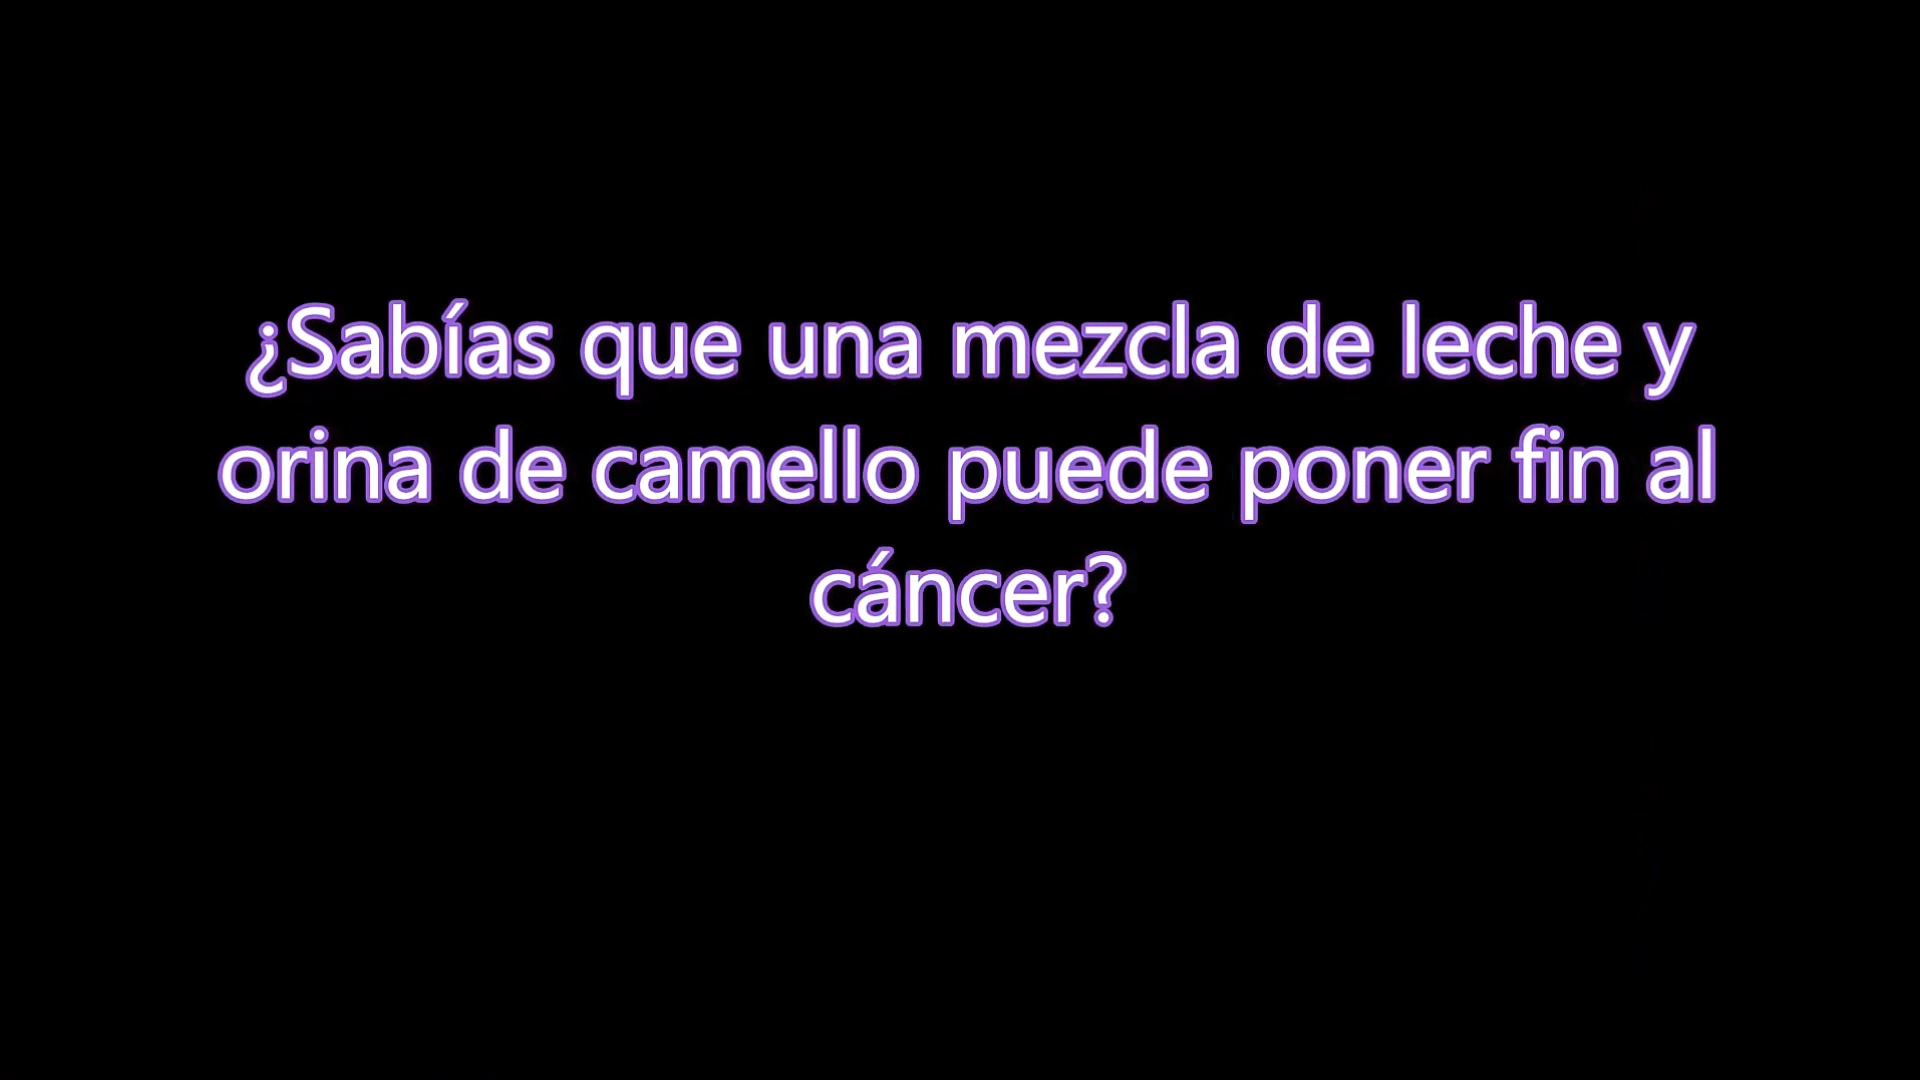 ¿Sabías que una mezcla de leche y
orina de camello puede poner fin al
cáncer?